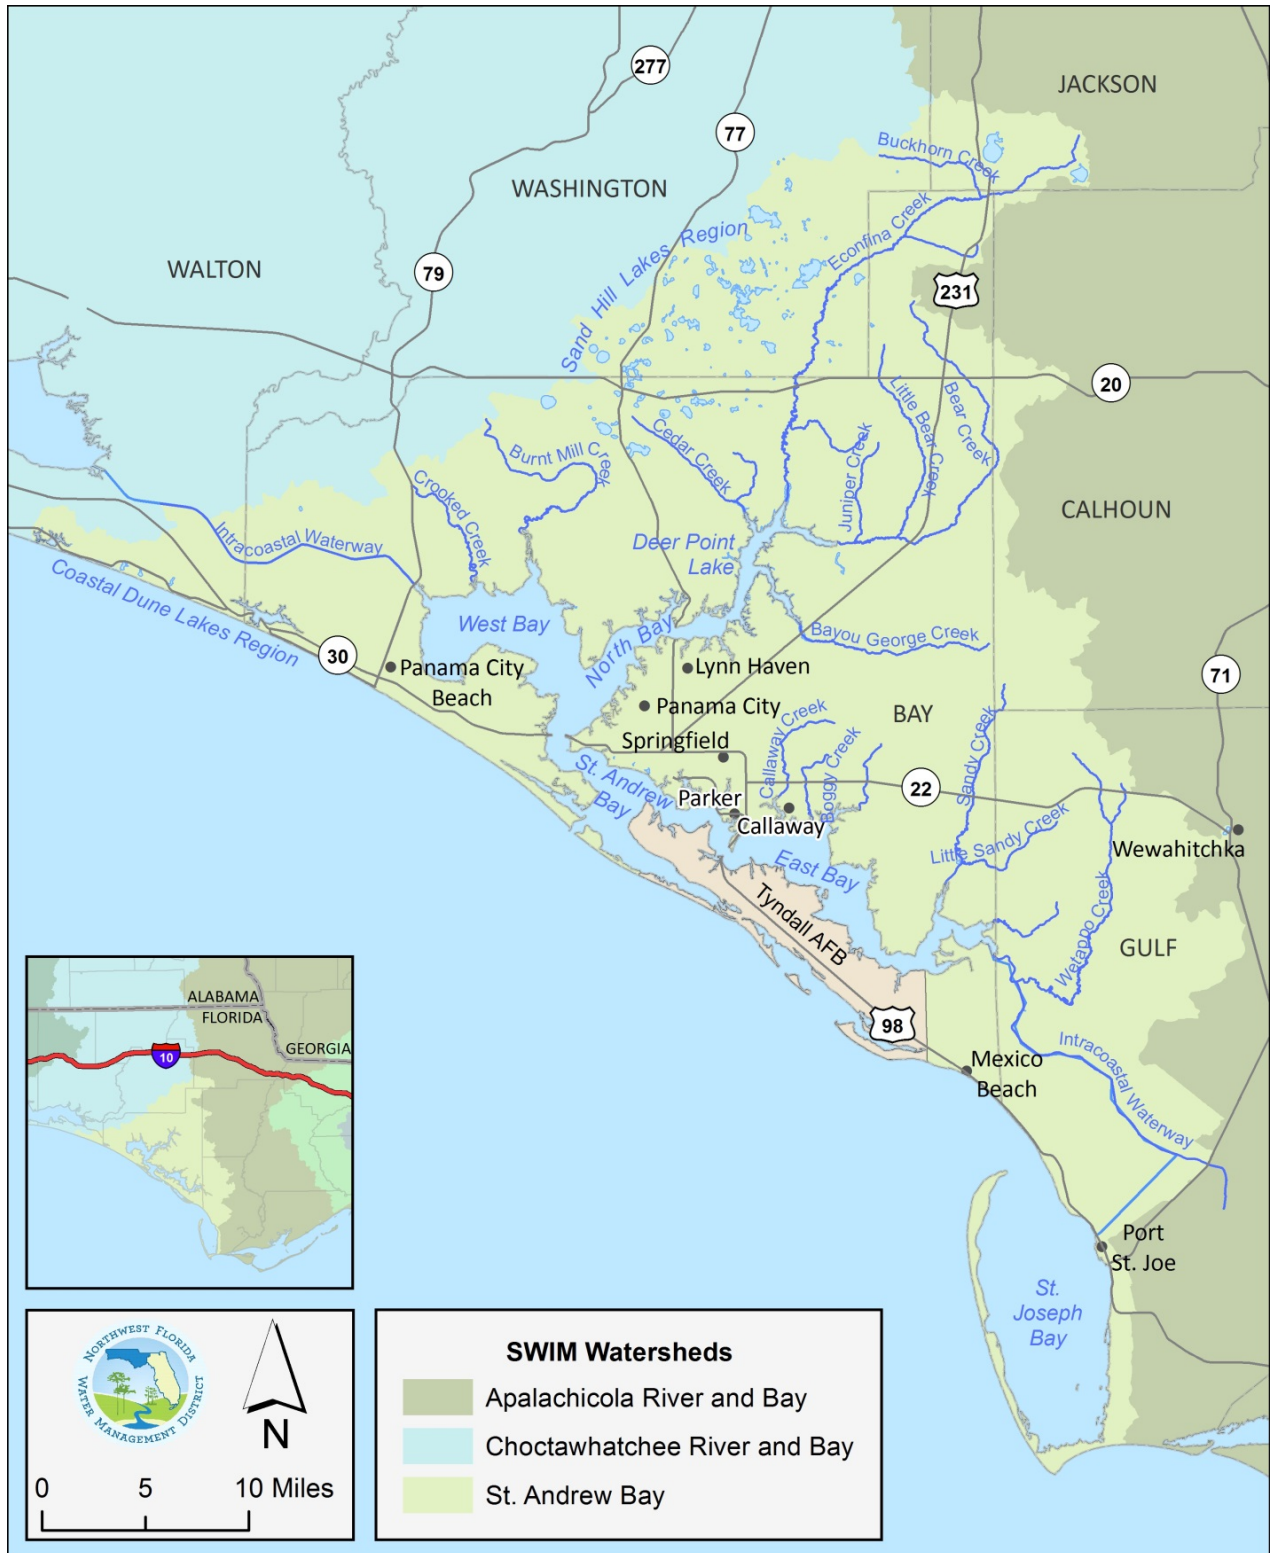 JACKSON
277
77
Buckhorn Creek
WASHINGTON
Econfina Creek
Sand Hill Lakes Region
WALTON
79
231
20
Bear Creek
Little Bear Creek
Cedar Creek
Juniper Creek
Burnt Mill
Creek
Crooked Creek
CALHOUN
Intracoastal Waterway
Deer Point
Lake
Coastal Dune Lakes Region
West Bay
North Bay
Bayou George Creek
30
Panama City
Beach
Lynn Haven
71
Panama City
BAY
Springfield
Callaway Creek
Boggy Creek
Sandy Creek
St. Andrew
Bay
22
Parker
Callaway
Little Sandy Creek
Wewahitchka
East Bay
Tyndall AFB
Wetappo Creek
GULF
98
Mexico
Beach
Intracoastal Waterway
ALABAMA
FLORIDA
GEORGIA
10
Port
St. Joe
St.
Joseph
Bay
NORTHWEST FLORIDA
WATER MANAGEMENT DISTRICT
N
0 5 10 Miles
SWIM Watersheds
Apalachicola River and Bay
Choctawhatchee River and Bay
St. Andrew Bay